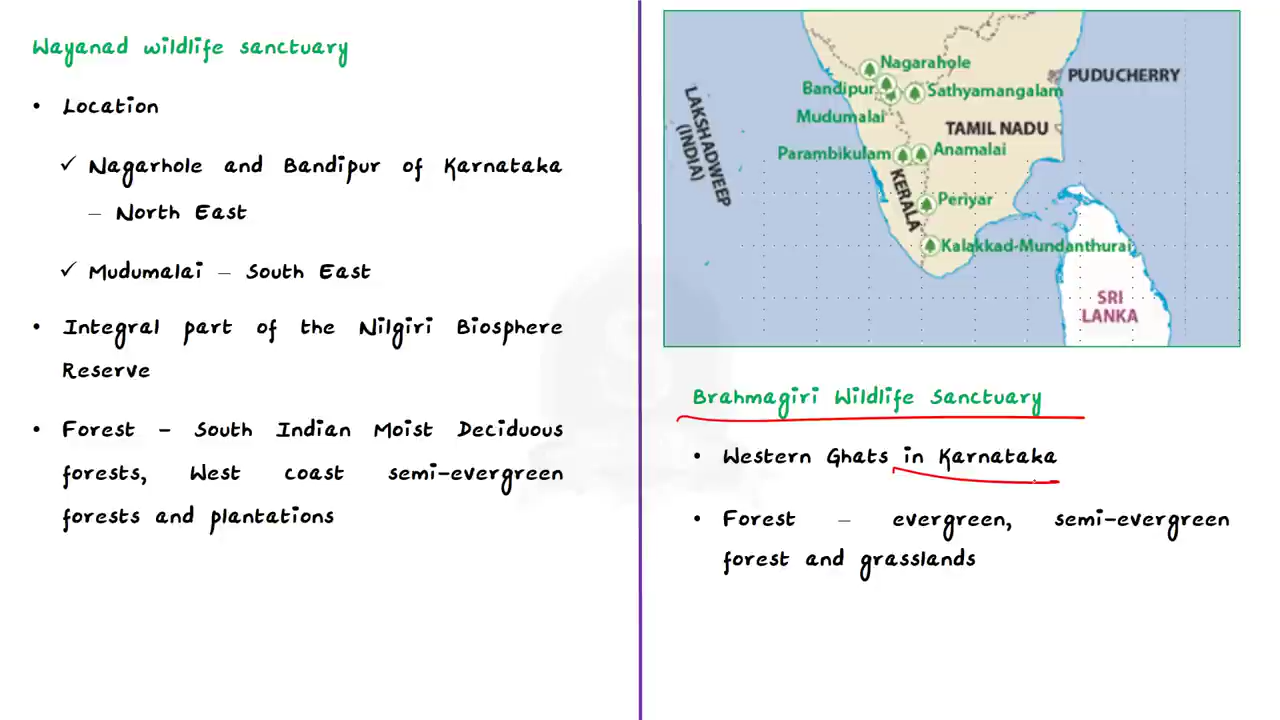 Wayanad wildlife sanctuary
• Location
✓ Nagarhole and Bandipur of Karnataka
– North East
✓ Mudumalai – South East
• Integral part of the Nilgiri Biosphere
Reserve
• Forest – South Indian Moist Deciduous
forests, West coast semi-evergreen
forests and plantations
Nagarahole
Bandipur
Sathyamangalam
PUDUCHERRY
Mudumalai
TAMIL NADU
LAKSHADWEEP
(INDIA)
Parambikulam
Anamalai
KERALA
Periyar
Kalakkad-Mundanthurai
SRI
LANKA
Brahmagiri Wildlife Sanctuary
• Western Ghats in Karnataka
• Forest – evergreen, semi-evergreen
forest and grasslands